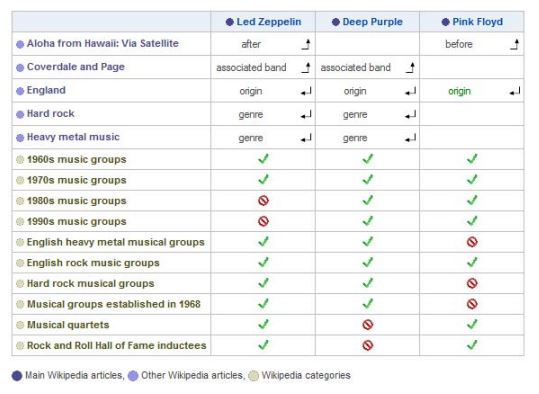 Led Zeppelin Deep Purple Pink Floyd
Aloha from Hawaii: Via Satellite after before
Coverdale and Page associated band associated band
England origin origin origin
Hard rock genre genre
Heavy metal music genre genre
1960s music groups
1970s music groups
1980s music groups
1990s music groups
English heavy metal musical groups
English rock music groups
Hard rock musical groups
Musical groups established in 1968
Musical quartets
Rock and Roll Hall of Fame inductees
Main Wikipedia articles, Other Wikipedia articles, Wikipedia categories